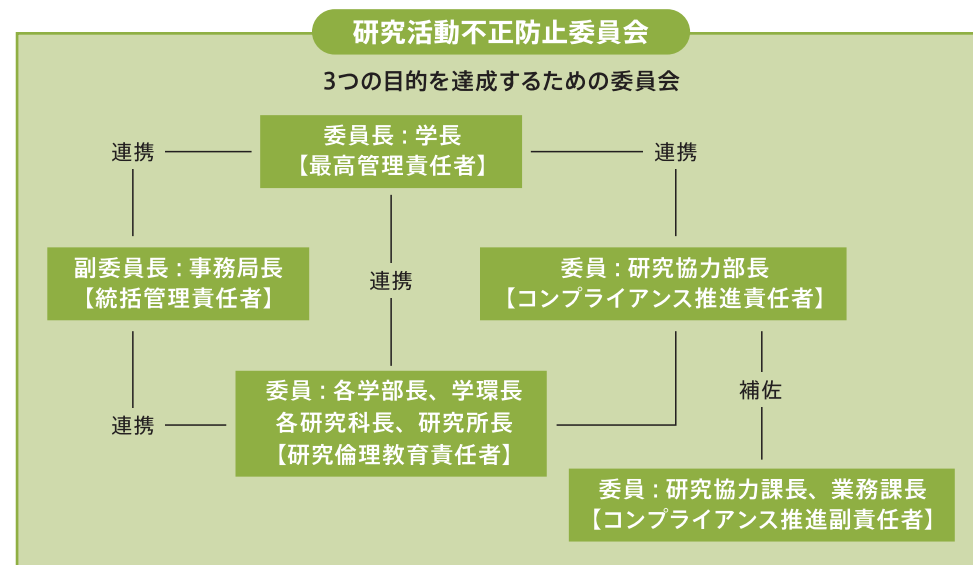 研究活動不正防止委員会
3つの目的を達成するための委員会
委員長:学長
【最高管理責任者】
連携
連携
副委員長:事務局長
【統括管理責任者】
連携
委員:研究協力部長
【コンプライアンス推進責任者】
連携
委員:各学部長、学環長
各研究科長、研究所長
【研究倫理教育責任者】
補佐
委員:研究協力課長、業務課長
【コンプライアンス推進副責任者】